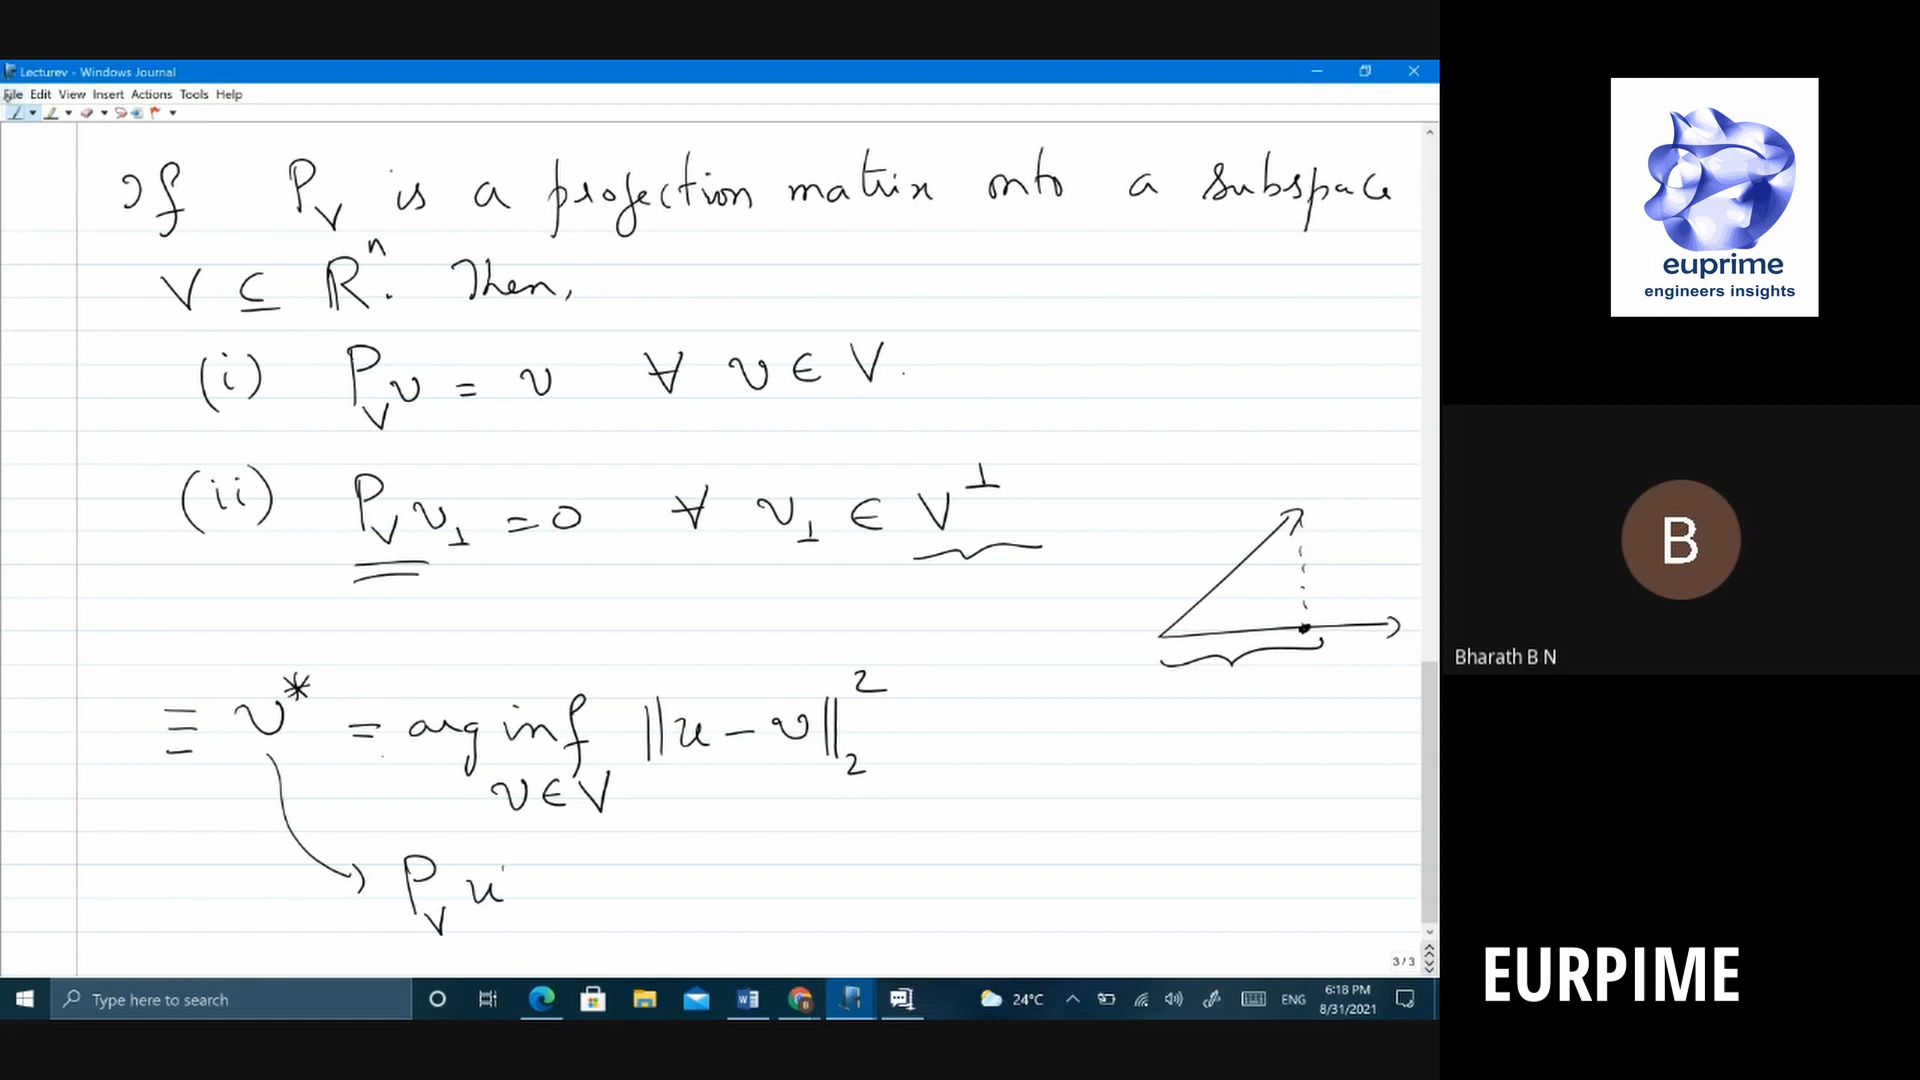 Lecturev - Windows Journal
File Edit View Insert Actions Tools Help
If P_V is a projection matrix onto a subspace
V ⊆ ℝ^n. Then,
(i) P_V v = v ∀ v ∈ V.
(ii) P_V v_⊥ = 0 ∀ v_⊥ ∈ V^⊥
≡ v^* = arg inf ||u - v||_2^2
v ∈ V
P_V u
3 / 3
Type here to search
24°C
ENG
6:18 PM
8/31/2021
euprime
engineers insights
B
Bharath B N
EURPIME